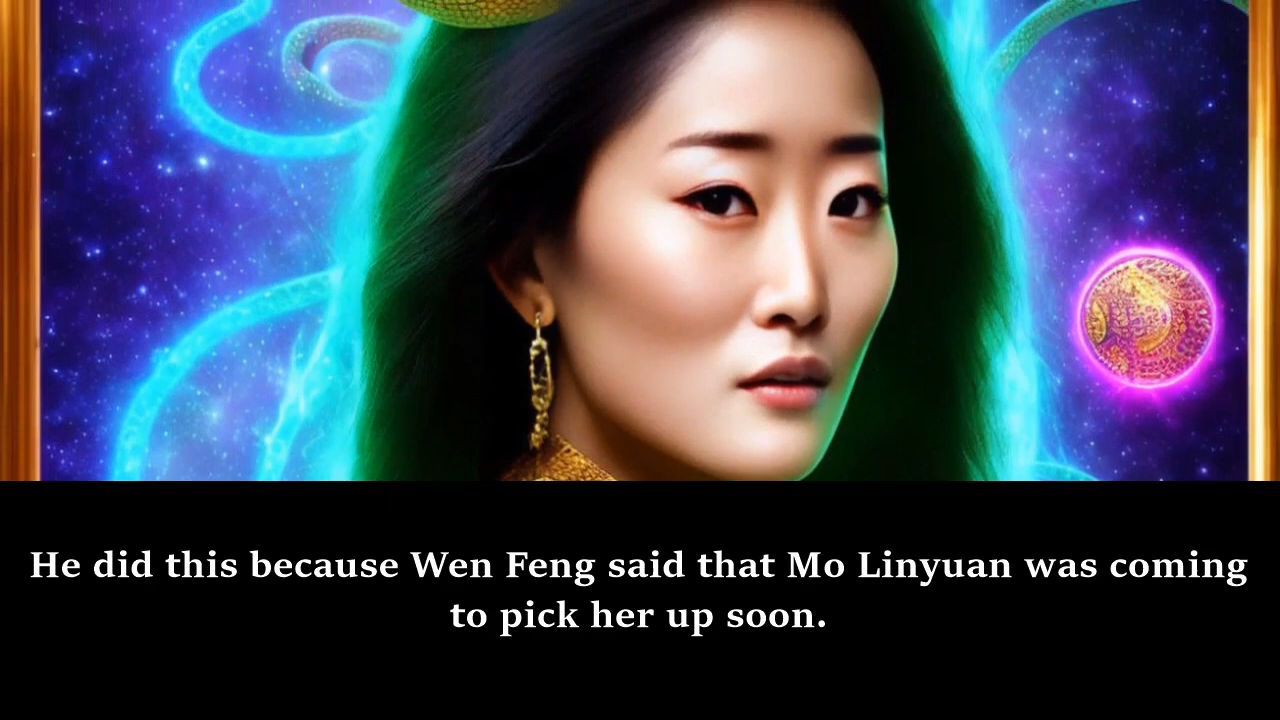 He did this because Wen Feng said that Mo Linyuan was coming
to pick her up soon.